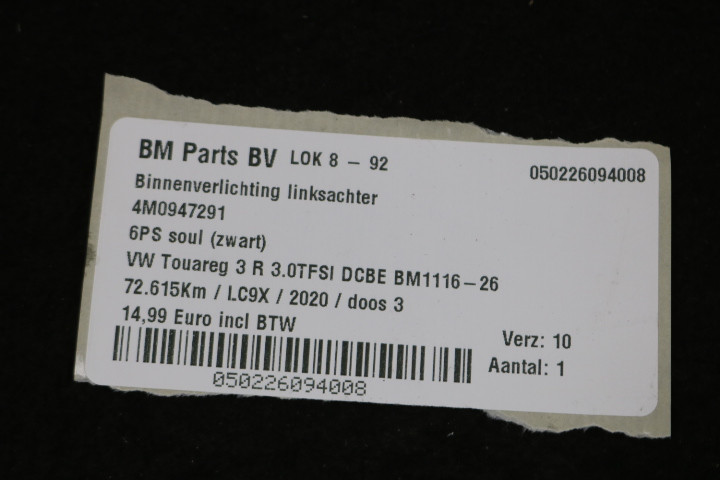 BM Parts BV LOK 8 - 92 050226094008
Binnenverlichting linksachter
4M0947291
6PS soul (zwart)
VW Touareg 3 R 3.0TFSI DCBE BM1116-26
72.615Km / LC9X / 2020 / doos 3
14,99 Euro incl BTW
Verz: 10
Aantal: 1
050226094008